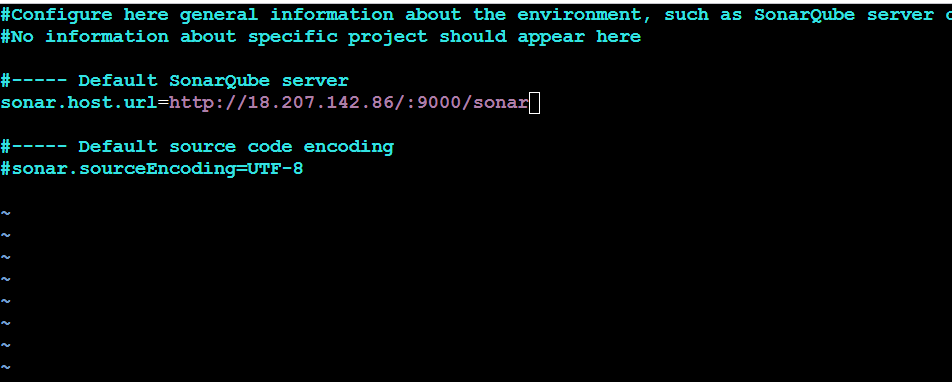 #Configure here general information about the environment, such as SonarQube server
#No information about specific project should appear here
#----- Default SonarQube server
sonar.host.url=http://18.207.142.86/:9000/sonar
#----- Default source code encoding
#sonar.sourceEncoding=UTF-8
~
~
~
~
~
~
~
~